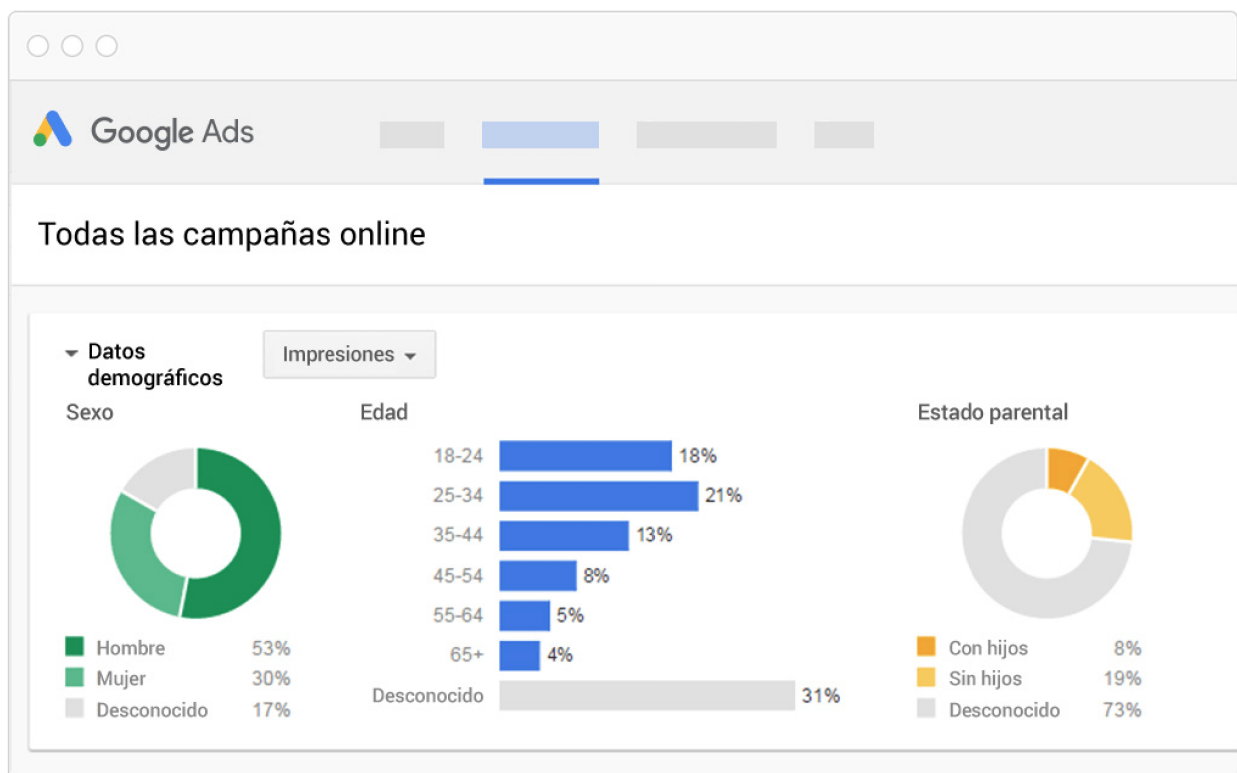 Google Ads
Todas las campañas online
Datos
demográficos
Impresiones
Sexo
Hombre 53%
Mujer 30%
Desconocido 17%
Edad
18-24 18%
25-34 21%
35-44 13%
45-54 8%
55-64 5%
65+ 4%
Desconocido 31%
Estado parental
Con hijos 8%
Sin hijos 19%
Desconocido 73%